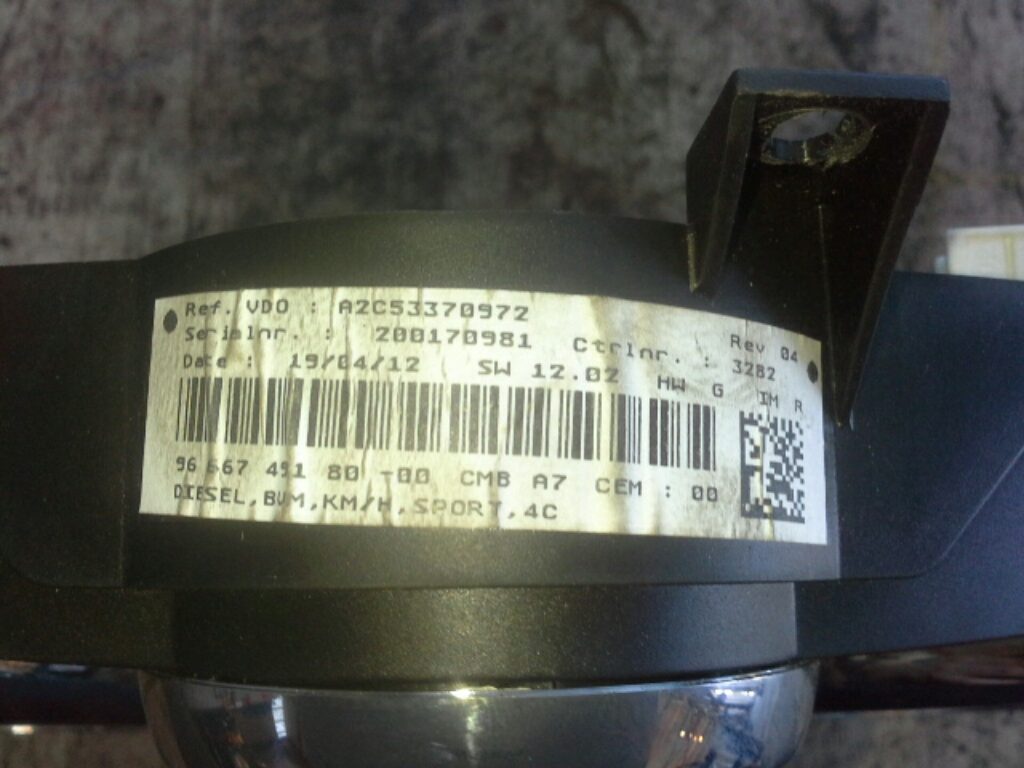 Ref. VDO : A2C53370972
Serialnr. : 200170981 Ctrlnr. : 3282 Rev 04
Date : 19/04/12 SW 12.02 HW G IM R
96 667 491 80 -00 CMB A7 CEM : 00
DIESEL,BVM,KM/H,SPORT,4C